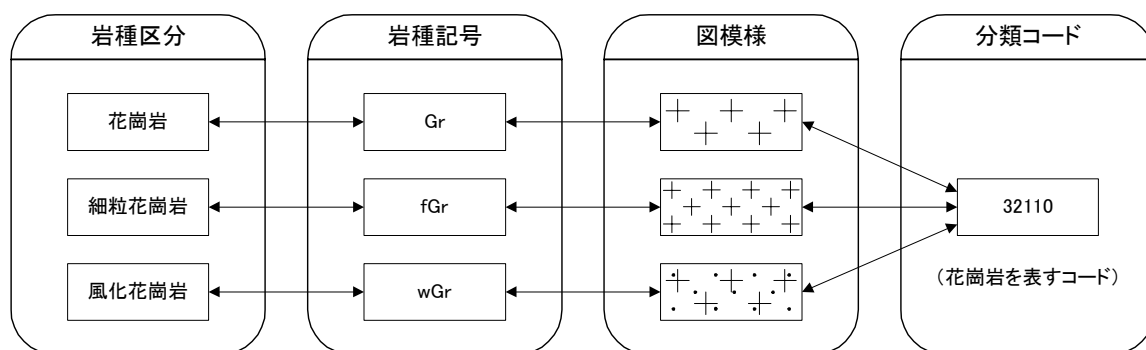 岩種区分
岩種記号
図模様
分類コード
花崗岩
Gr
細粒花崗岩
fGr
32110
風化花崗岩
wGr
（花崗岩を表すコード）